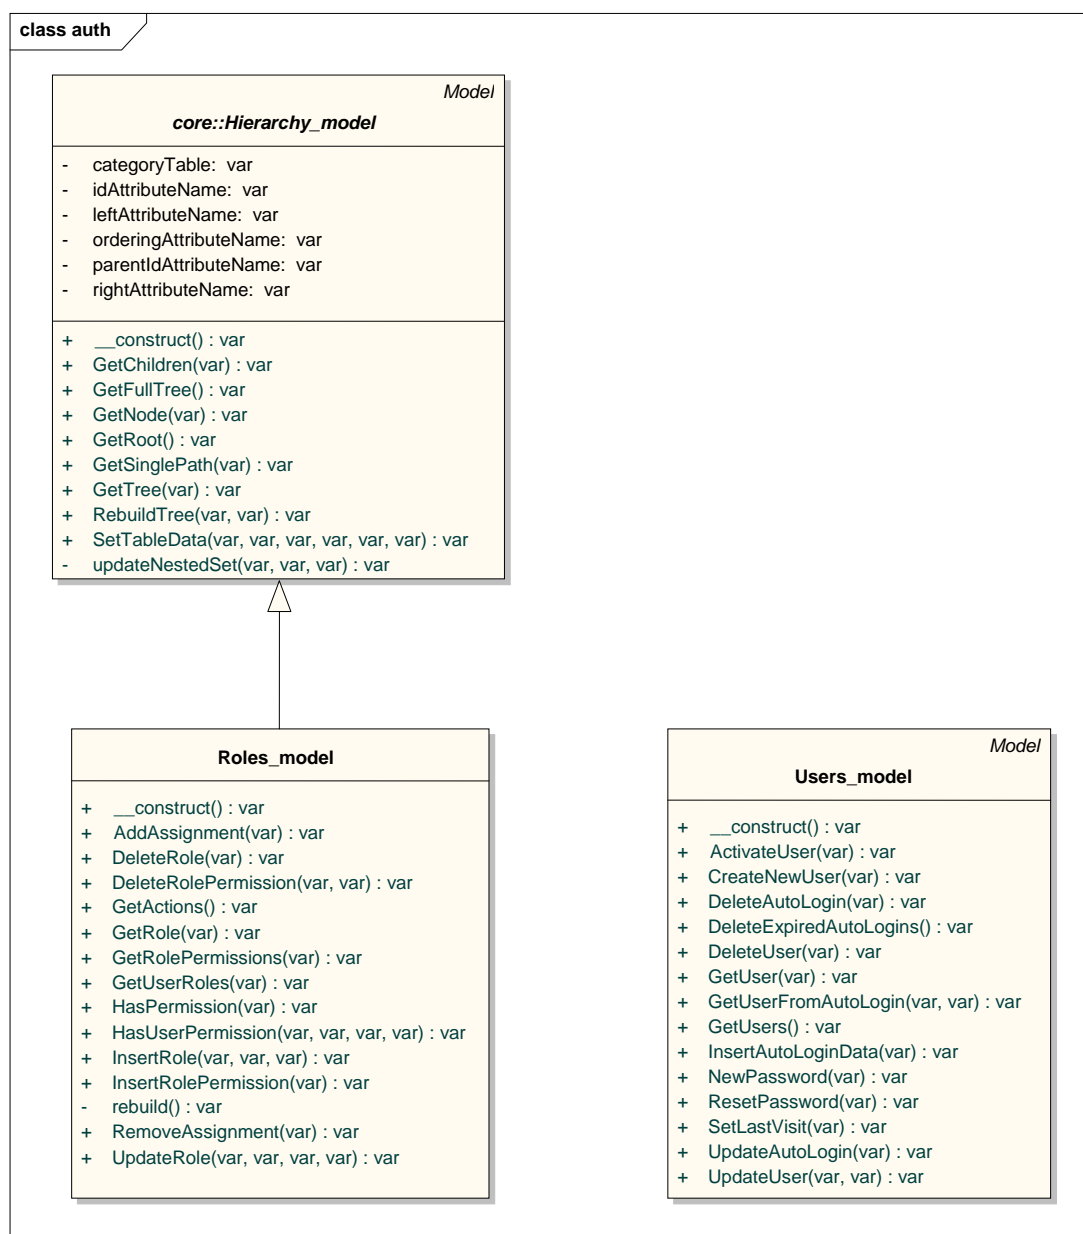 class auth
Model
core::Hierarchy_model
- categoryTable: var
- idAttributeName: var
- leftAttributeName: var
- orderingAttributeName: var
- parentIdAttributeName: var
- rightAttributeName: var
+ __construct() : var
+ GetChildren(var) : var
+ GetFullTree() : var
+ GetNode(var) : var
+ GetRoot() : var
+ GetSinglePath(var) : var
+ GetTree(var) : var
+ RebuildTree(var, var) : var
+ SetTableData(var, var, var, var, var, var) : var
- updateNestedSet(var, var, var) : var
Roles_model
+ __construct() : var
+ AddAssignment(var) : var
+ DeleteRole(var) : var
+ DeleteRolePermission(var, var) : var
+ GetActions() : var
+ GetRole(var) : var
+ GetRolePermissions(var) : var
+ GetUserRoles(var) : var
+ HasPermission(var) : var
+ HasUserPermission(var, var, var, var) : var
+ InsertRole(var, var, var) : var
+ InsertRolePermission(var) : var
- rebuild() : var
+ RemoveAssignment(var) : var
+ UpdateRole(var, var, var, var) : var
Model
Users_model
+ __construct() : var
+ ActivateUser(var) : var
+ CreateNewUser(var) : var
+ DeleteAutoLogin(var) : var
+ DeleteExpiredAutoLogins() : var
+ DeleteUser(var) : var
+ GetUser(var) : var
+ GetUserFromAutoLogin(var, var) : var
+ GetUsers() : var
+ InsertAutoLoginData(var) : var
+ NewPassword(var) : var
+ ResetPassword(var) : var
+ SetLastVisit(var) : var
+ UpdateAutoLogin(var) : var
+ UpdateUser(var, var) : var